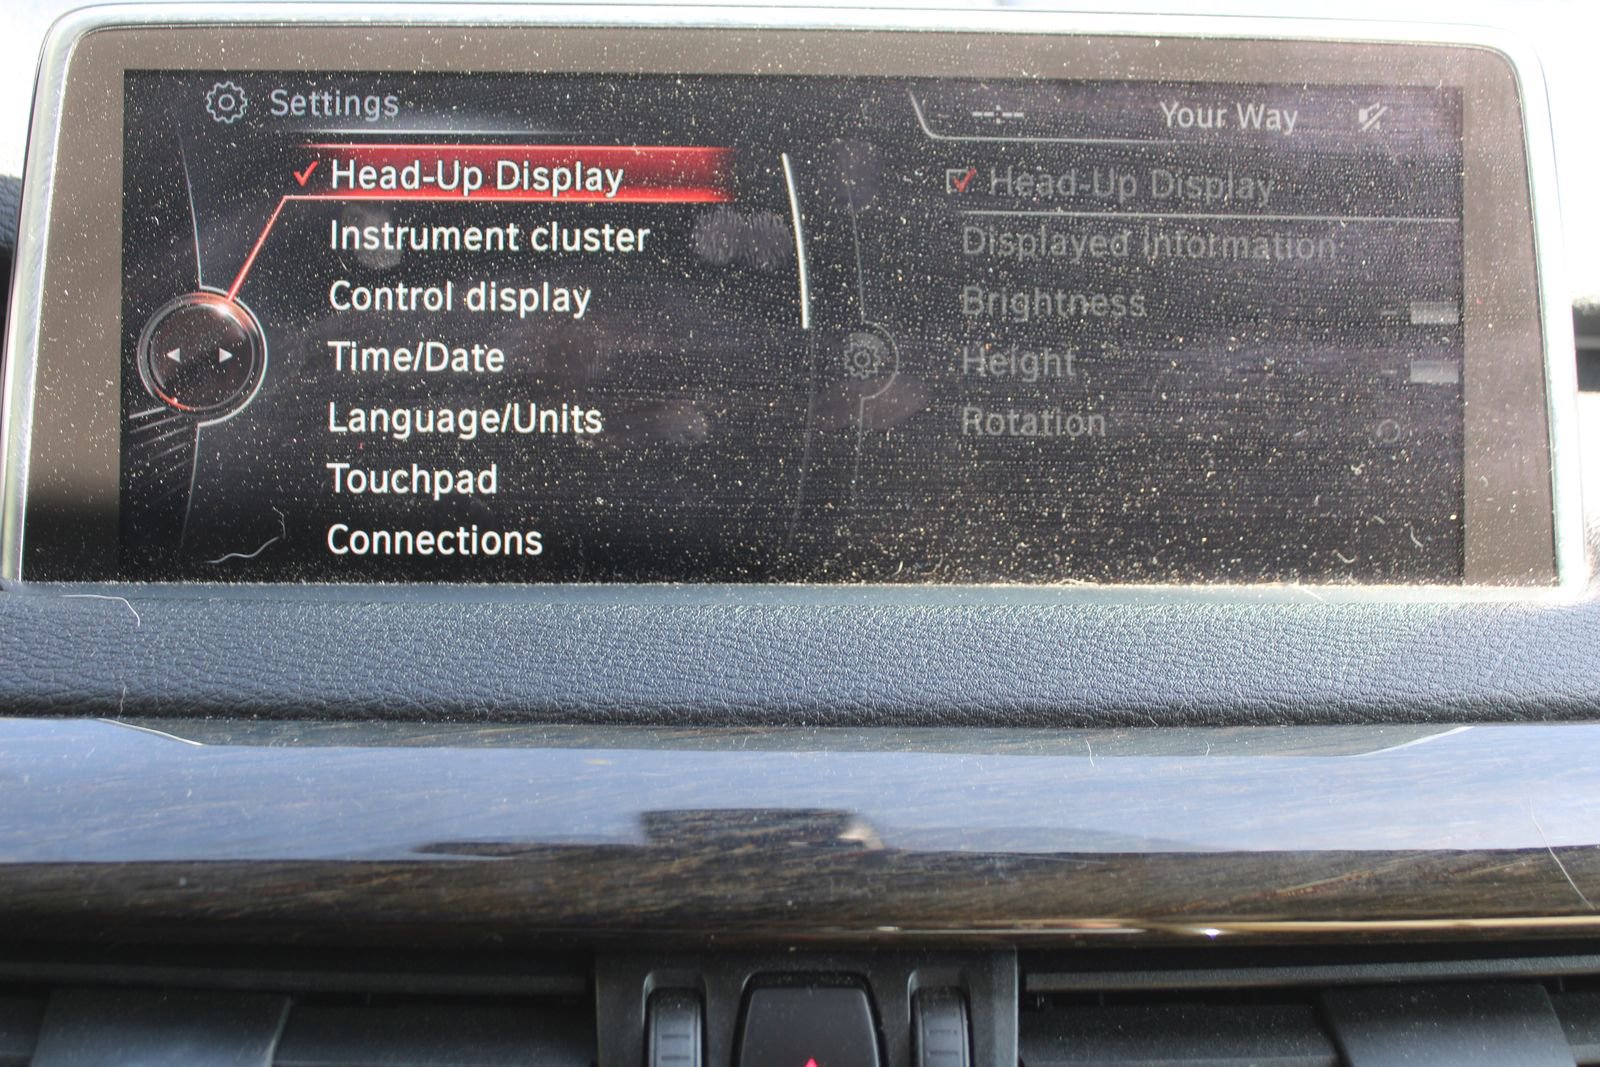 Settings
--:-- Your Way
Head-Up Display
Instrument cluster
Control display
Time/Date
Language/Units
Touchpad
Connections
Head-Up Display
Displayed information
Brightness
Height
Rotation